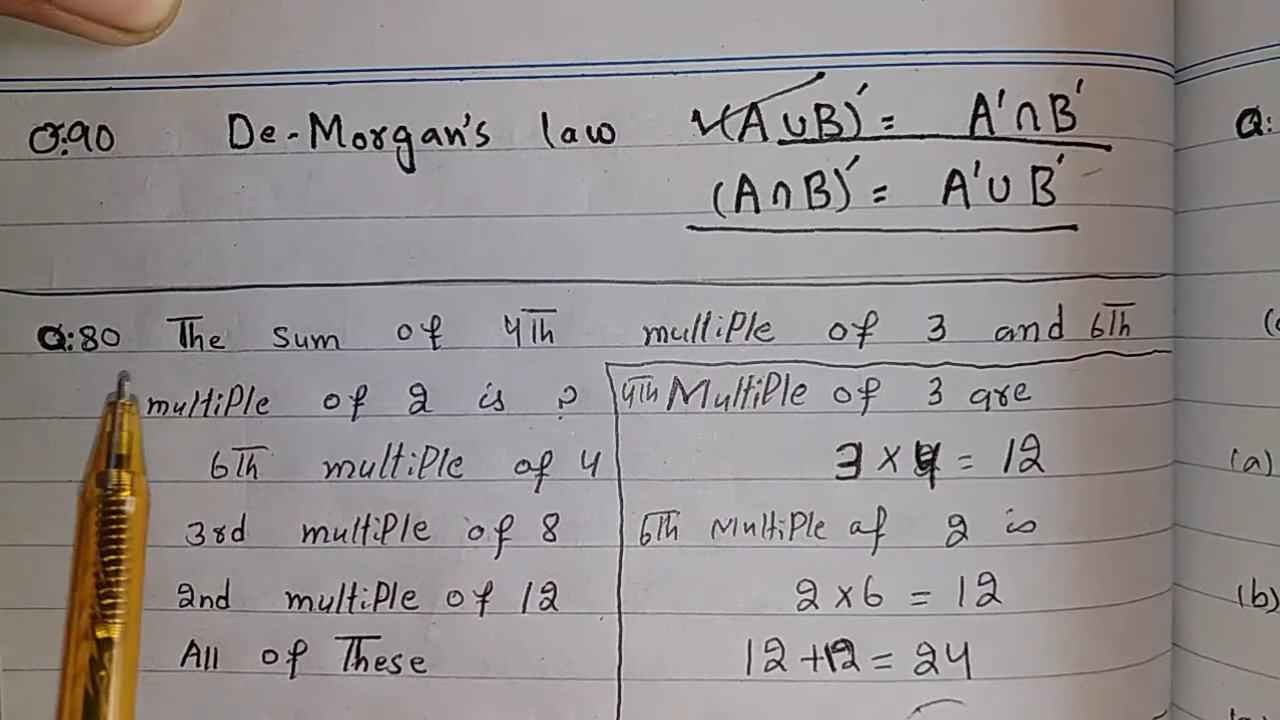 Q:90 De-Morgan's law (A∪B)′ = A′∩B′
(A∩B)′ = A′∪B′
Q:80 The sum of 4Th multiple of 3 and 6Th
multiple of 2 is ?
6Th multiple of 4
3rd multiple of 8
2nd multiple of 12
All of These
4th Multiple of 3 are
3 × 4 = 12
6th Multiple of 2 is
2 × 6 = 12
12 + 12 = 24
Q:
(a)
(b)